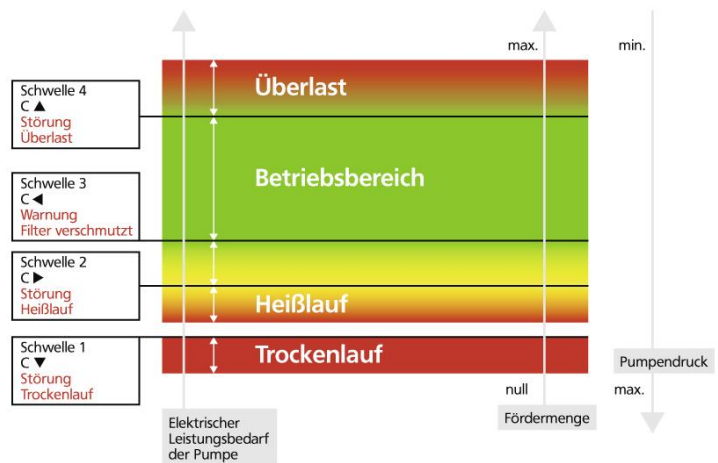 max.
min.
Schwelle 4
C ▲
Störung
Überlast
Überlast
Schwelle 3
C ◀
Warnung
Filter verschmutzt
Betriebsbereich
Schwelle 2
C ▶
Störung
Heißlauf
Heißlauf
Schwelle 1
C ▼
Störung
Trockenlauf
Trockenlauf
Pumpendruck
null
max.
Elektrischer
Leistungsbedarf
der Pumpe
Fördermenge